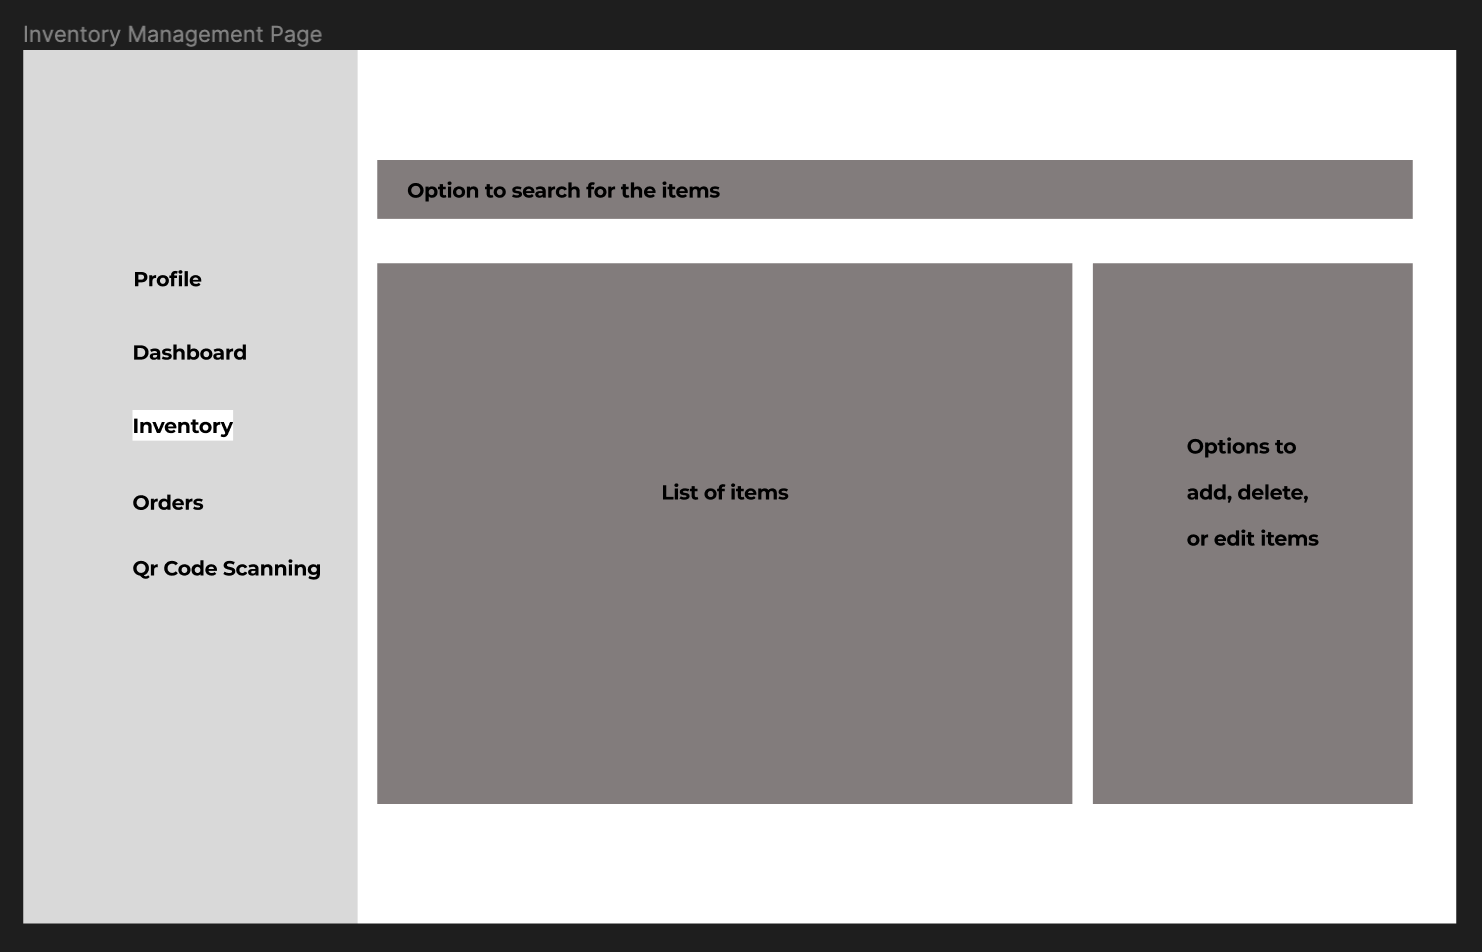 Inventory Management Page
Option to search for the items
Profile
Dashboard
Inventory
Orders
Qr Code Scanning
List of items
Options to
add, delete,
or edit items